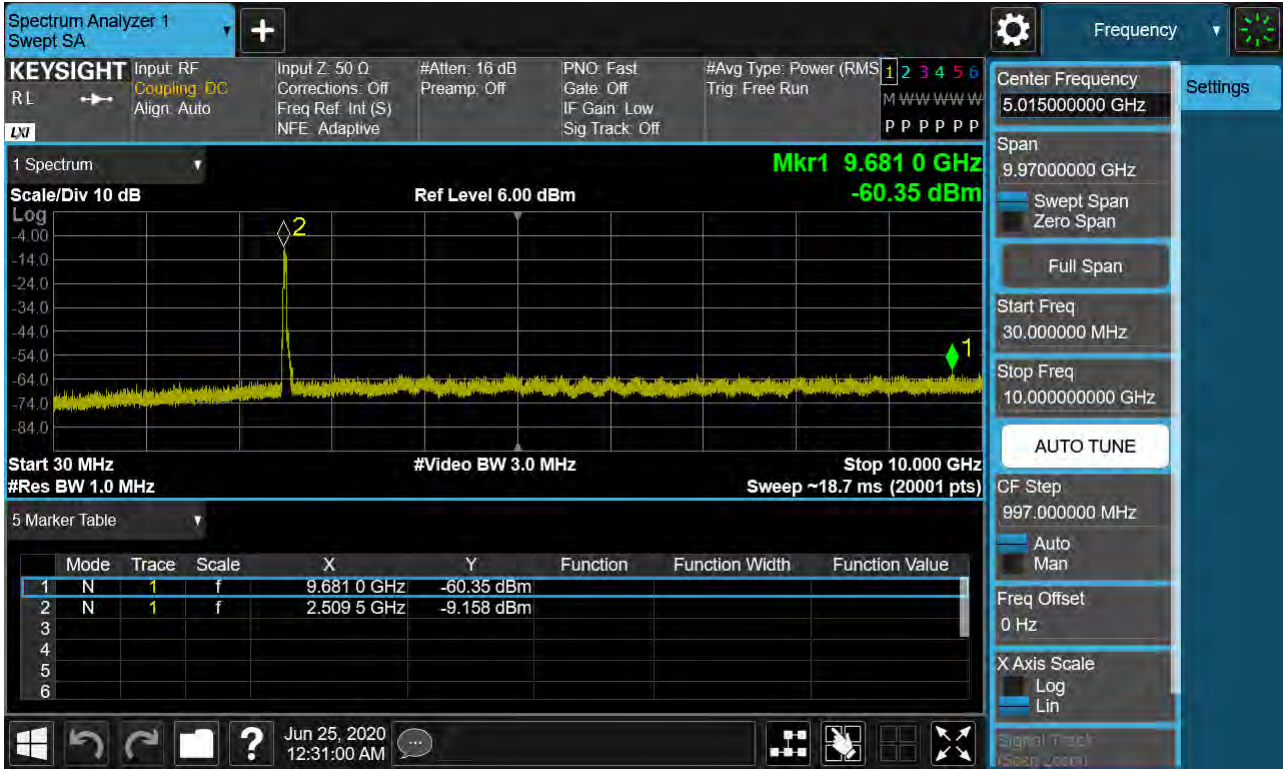 Spectrum Analyzer 1
Swept SA
Frequency
KEYSIGHT
RL
LXI
Input: RF
Coupling: DC
Align: Auto
Input Z: 50 Ω
Corrections: Off
Freq Ref: Int (S)
NFE: Adaptive
#Atten: 16 dB
Preamp: Off
PNO: Fast
Gate: Off
IF Gain: Low
Sig Track: Off
#Avg Type: Power (RMS
Trig: Free Run
1 2 3 4 5 6
M W W W W W
P P P P P P
1 Spectrum
Mkr1 9.681 0 GHz
-60.35 dBm
Scale/Div 10 dB
Ref Level 6.00 dBm
Log
-4.00
-14.0
-24.0
-34.0
-44.0
-54.0
-64.0
-74.0
-84.0
2
1
Start 30 MHz
#Video BW 3.0 MHz
Stop 10.000 GHz
#Res BW 1.0 MHz
Sweep ~18.7 ms (20001 pts)
5 Marker Table
Mode Trace Scale X Y Function Function Width Function Value
1 N 1 f 9.681 0 GHz -60.35 dBm
2 N 1 f 2.509 5 GHz -9.158 dBm
3
4
5
6
Center Frequency
5.015000000 GHz
Settings
Span
9.97000000 GHz
Swept Span
Zero Span
Full Span
Start Freq
30.000000 MHz
Stop Freq
10.000000000 GHz
AUTO TUNE
CF Step
997.000000 MHz
Auto
Man
Freq Offset
0 Hz
X Axis Scale
Log
Lin
Signal Track
(Span Zoom)
?
Jun 25, 2020
12:31:00 AM